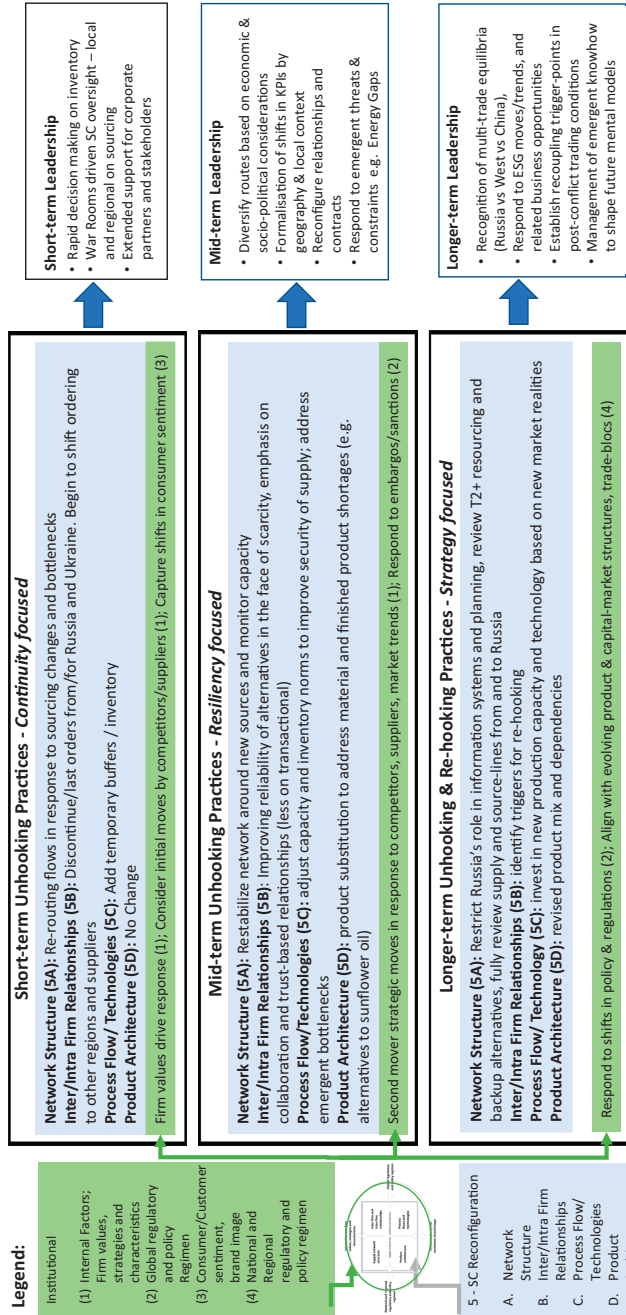 Legend:
Institutional
(1) Internal Factors;
Firm values,
strategies and
characteristics
(2) Global regulatory
and policy
Regimen
(3) Consumer/Customer
sentiment,
brand image
(4) National and
Regional
regulatory and
policy regimen
5 - SC Reconfiguration
A. Network
Structure
B. Inter/Intra Firm
Relationships
C. Process Flow/
Technologies
D. Product
Short-term Unhooking Practices - Continuity focused
Network Structure (5A): Re-routing flows in response to sourcing changes and bottlenecks
Inter/Intra Firm Relationships (5B): Discontinue/last orders from/for Russia and Ukraine. Begin to shift ordering
to other regions and suppliers
Process Flow/ Technologies (5C): Add temporary buffers / inventory
Product Architecture (5D): No Change
Firm values drive response (1); Consider initial moves by competitors/suppliers (1); Capture shifts in consumer sentiment (3)
Short-term Leadership
• Rapid decision making on inventory
• War Rooms driven SC oversight – local
and regional on sourcing
• Extended support for corporate
partners and stakeholders
Mid-term Unhooking Practices - Resiliency focused
Network Structure (5A): Restabilize network around new sources and monitor capacity
Inter/Intra Firm Relationships (5B): Improving reliability of alternatives in the face of scarcity, emphasis on
collaboration and trust-based relationships (less on transactional)
Process Flow/Technologies (5C): adjust capacity and inventory norms to improve security of supply; address
emergent bottlenecks
Product Architecture (5D): product substitution to address material and finished product shortages (e.g.
alternatives to sunflower oil)
Second mover strategic moves in response to competitors, suppliers, market trends (1); Respond to embargos/sanctions (2)
Mid-term Leadership
• Diversify routes based on economic &
socio-political considerations
• Formalisation of shifts in KPIs by
geography & local context
• Reconfigure relationships and
contracts
• Respond to emergent threats &
constraints e.g. Energy Gaps
Longer-term Unhooking & Re-hooking Practices - Strategy focused
Network Structure (5A): Restrict Russia's role in information systems and planning, review T2+ resourcing and
backup alternatives, fully review supply and source-lines from and to Russia
Inter/Intra Firm Relationships (5B): identify triggers for re-hooking
Process Flow/ Technology (5C): invest in new production capacity and technology based on new market realities
Product Architecture (5D): revised product mix and dependencies
Respond to shifts in policy & regulations (2); Align with evolving product & capital-market structures, trade-blocs (4)
Longer-term Leadership
• Recognition of multi-trade equilibria
(Russia vs West vs China),
• Respond to ESG moves/trends, and
related business opportunities
• Establish recoupling trigger-points in
post-conflict trading conditions
• Management of emergent knowhow
to shape future mental models